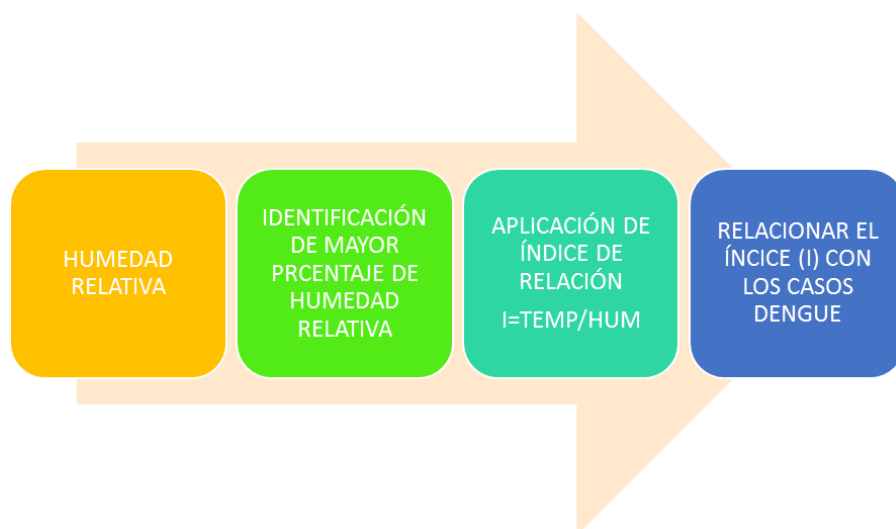 HUMEDAD
RELATIVA
IDENTIFICACIÓN
DE MAYOR
PRCENTAJE DE
HUMEDAD
RELATIVA
APLICACIÓN DE
ÍNDICE DE
RELACIÓN
I=TEMP/HUM
RELACIONAR EL
ÍNCICE (I) CON
LOS CASOS
DENGUE